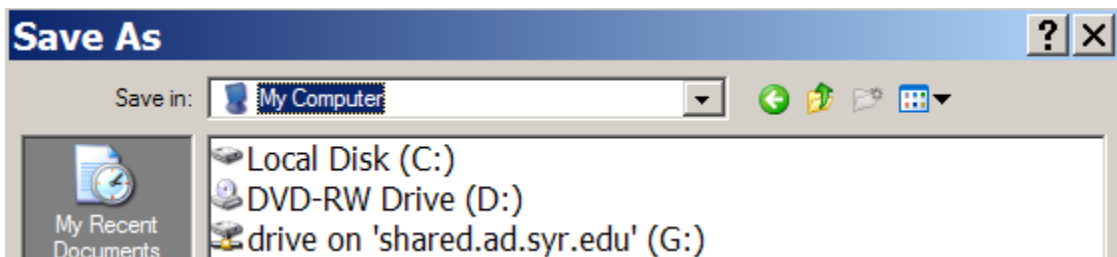 Save As
Save in: My Computer
Local Disk (C:)
DVD-RW Drive (D:)
drive on 'shared.ad.syr.edu' (G:)
My Recent
Documents